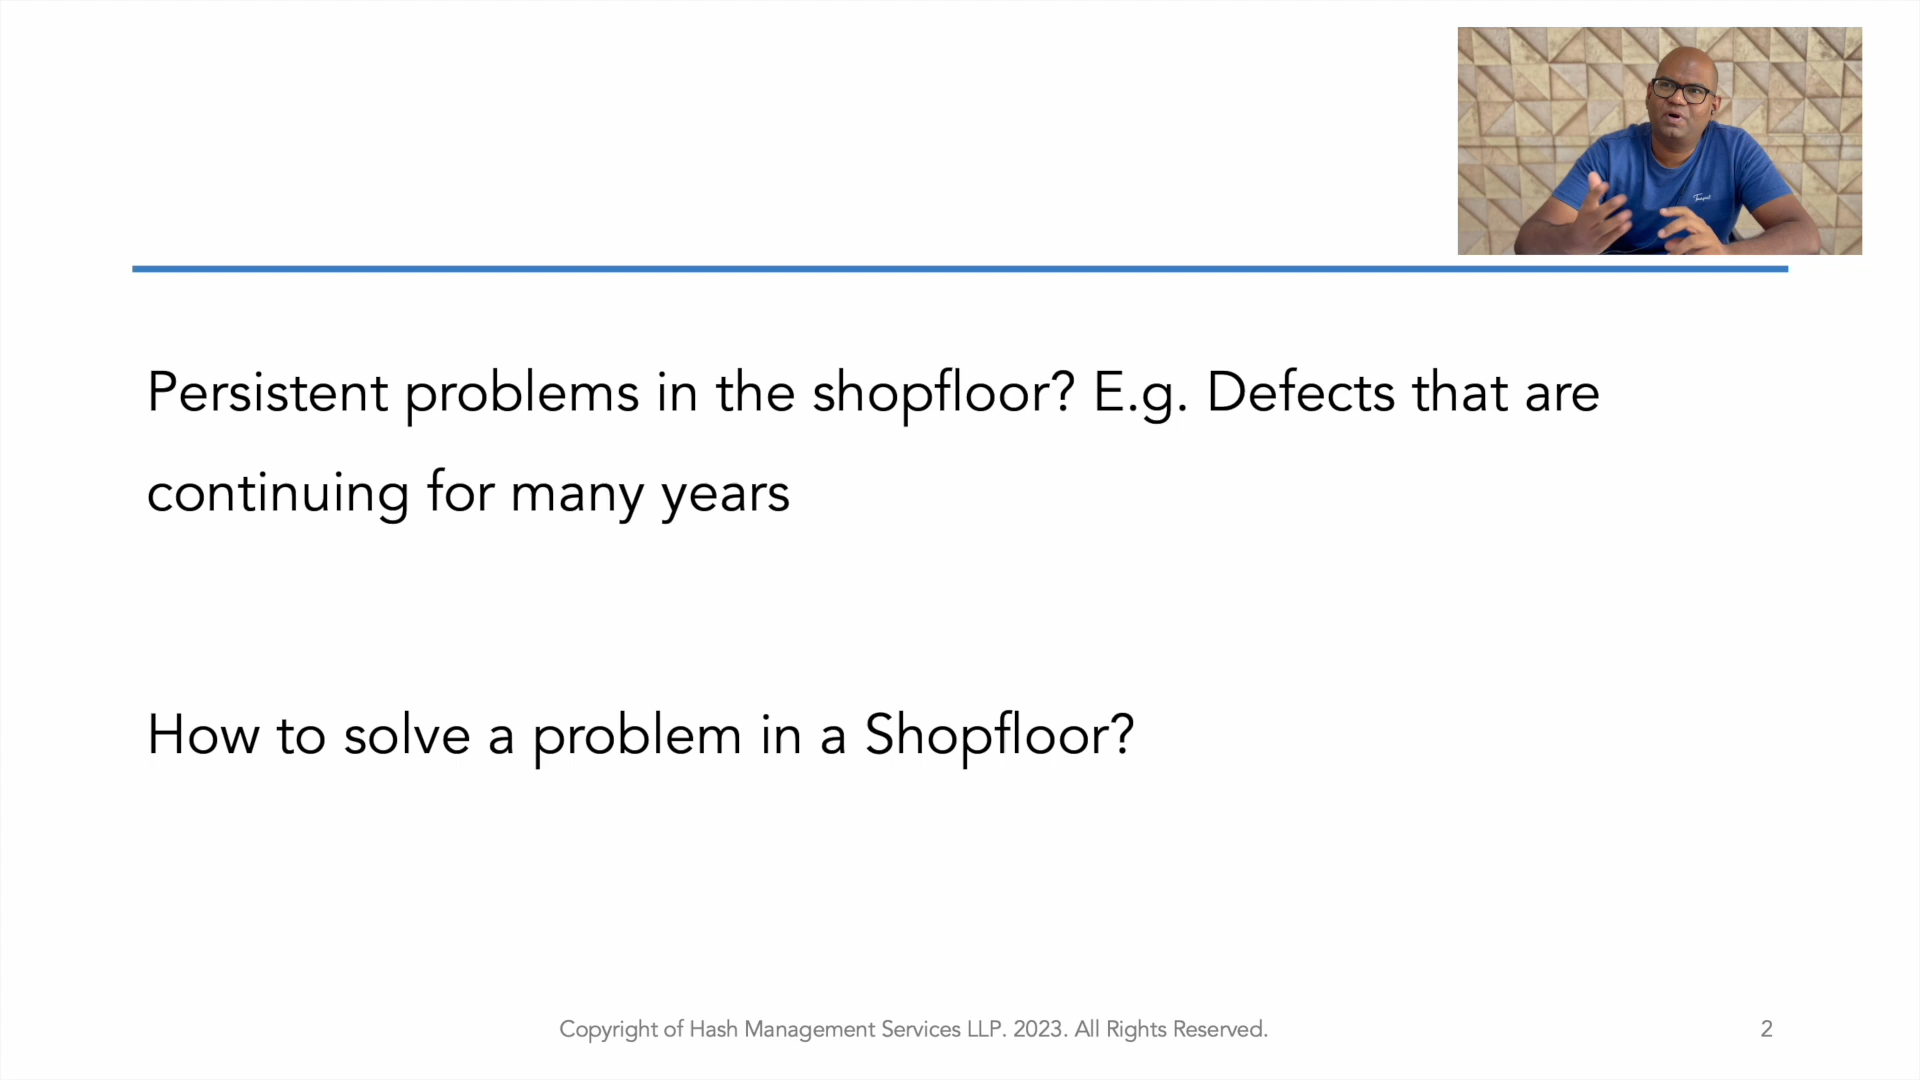 Persistent problems in the shopfloor? E.g. Defects that are
continuing for many years
How to solve a problem in a Shopfloor?
Copyright of Hash Management Services LLP. 2023. All Rights Reserved.
2